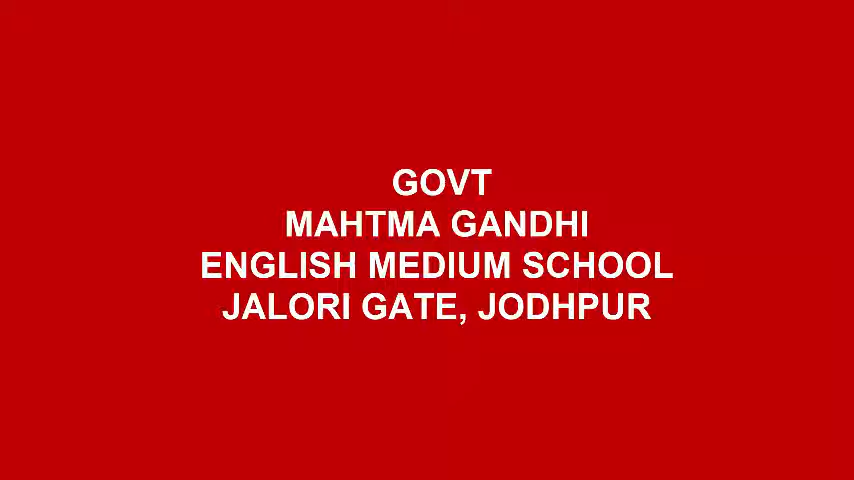 GOVT
MAHTMA GANDHI
ENGLISH MEDIUM SCHOOL
JALORI GATE, JODHPUR